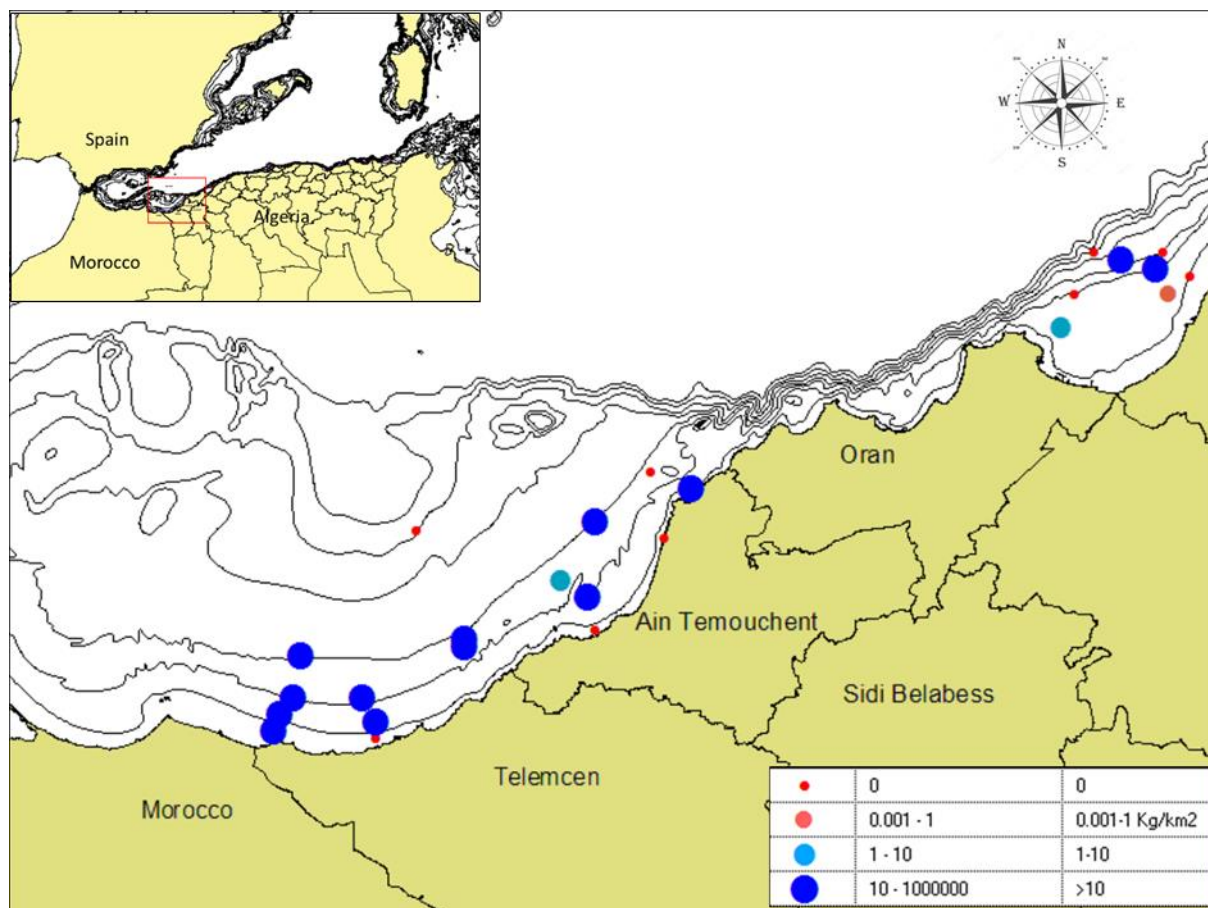 Spain
Algeria
Morocco
N
W
E
S
Oran
Ain Temouchent
Sidi Belabess
Telemcen
Morocco
0 0
0.001 - 1 0.001-1 Kg/km2
1 - 10 1-10
10 - 1000000 >10